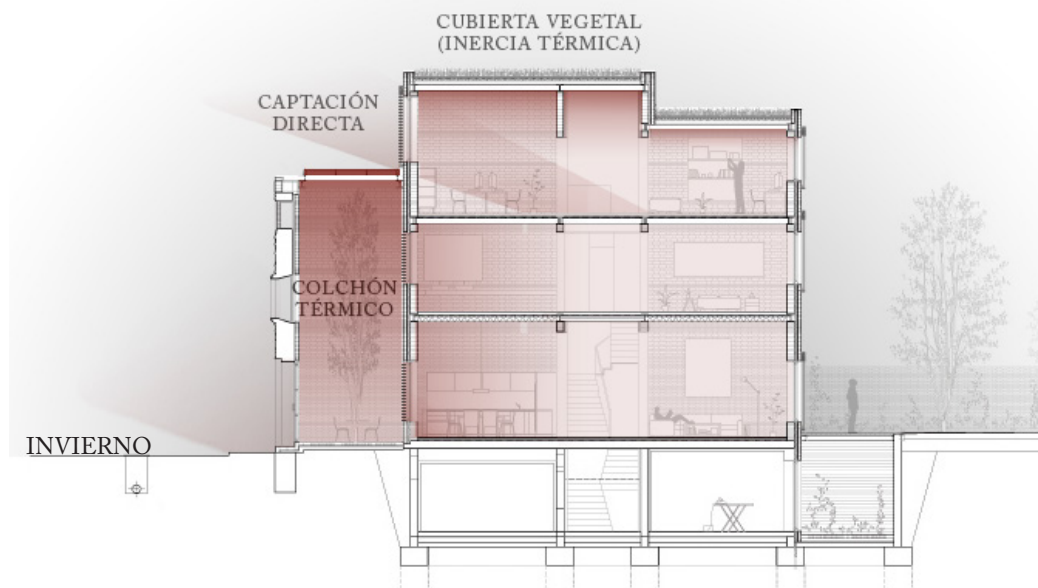 CUBIERTA VEGETAL
(INERCIA TÉRMICA)
CAPTACIÓN
DIRECTA
COLCHÓN
TÉRMICO
INVIERNO